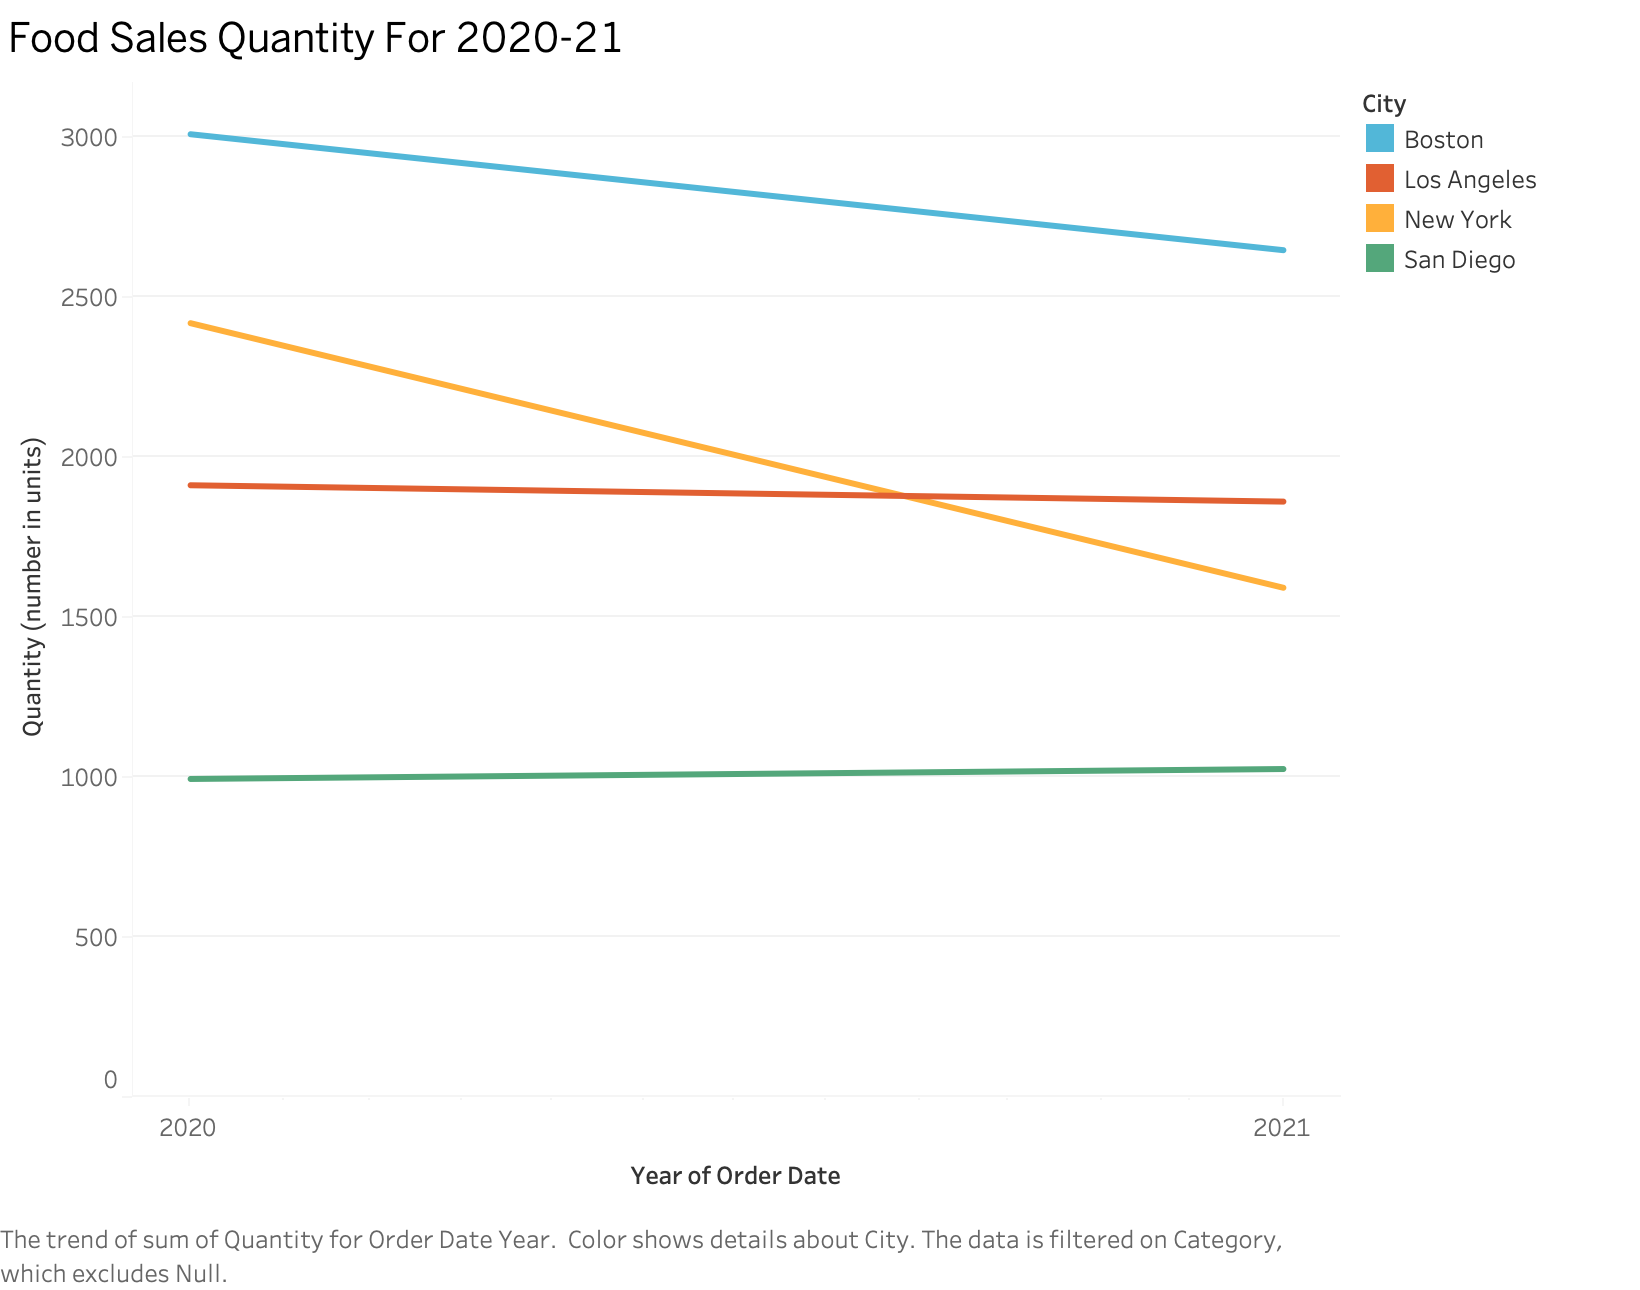 Food Sales Quantity For 2020-21
City
Boston
Los Angeles
New York
San Diego
Quantity (number in units)
3000
2500
2000
1500
1000
500
0
2020
2021
Year of Order Date
The trend of sum of Quantity for Order Date Year.  Color shows details about City. The data is filtered on Category,
which excludes Null.